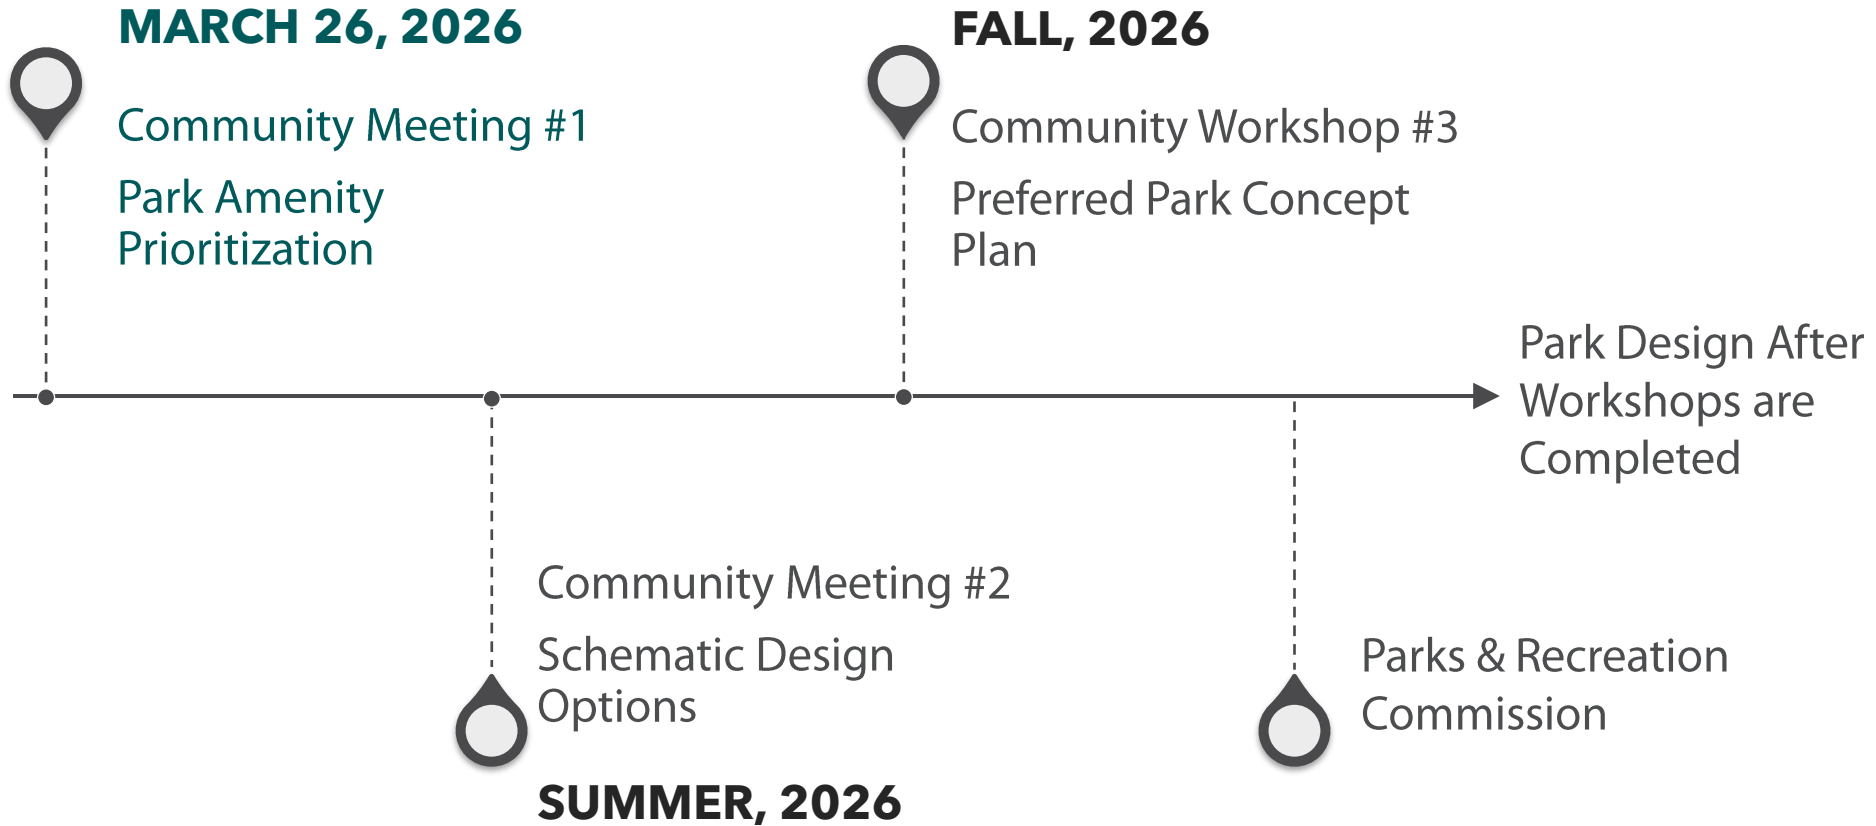 MARCH 26, 2026
Community Meeting #1
Park Amenity
Prioritization
FALL, 2026
Community Workshop #3
Preferred Park Concept
Plan
Park Design After
Workshops are
Completed
Community Meeting #2
Schematic Design
Options
SUMMER, 2026
Parks & Recreation
Commission